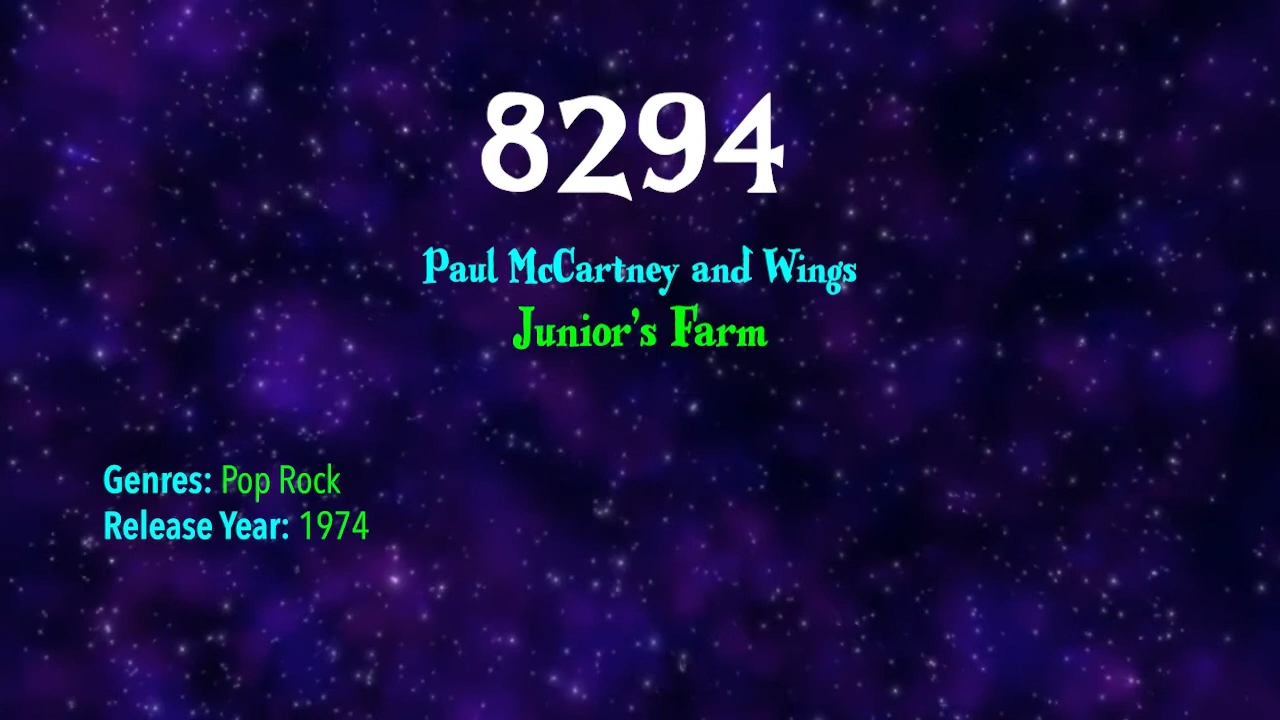 8294
Paul McCartney and Wings
Junior's Farm
Genres: Pop Rock
Release Year: 1974